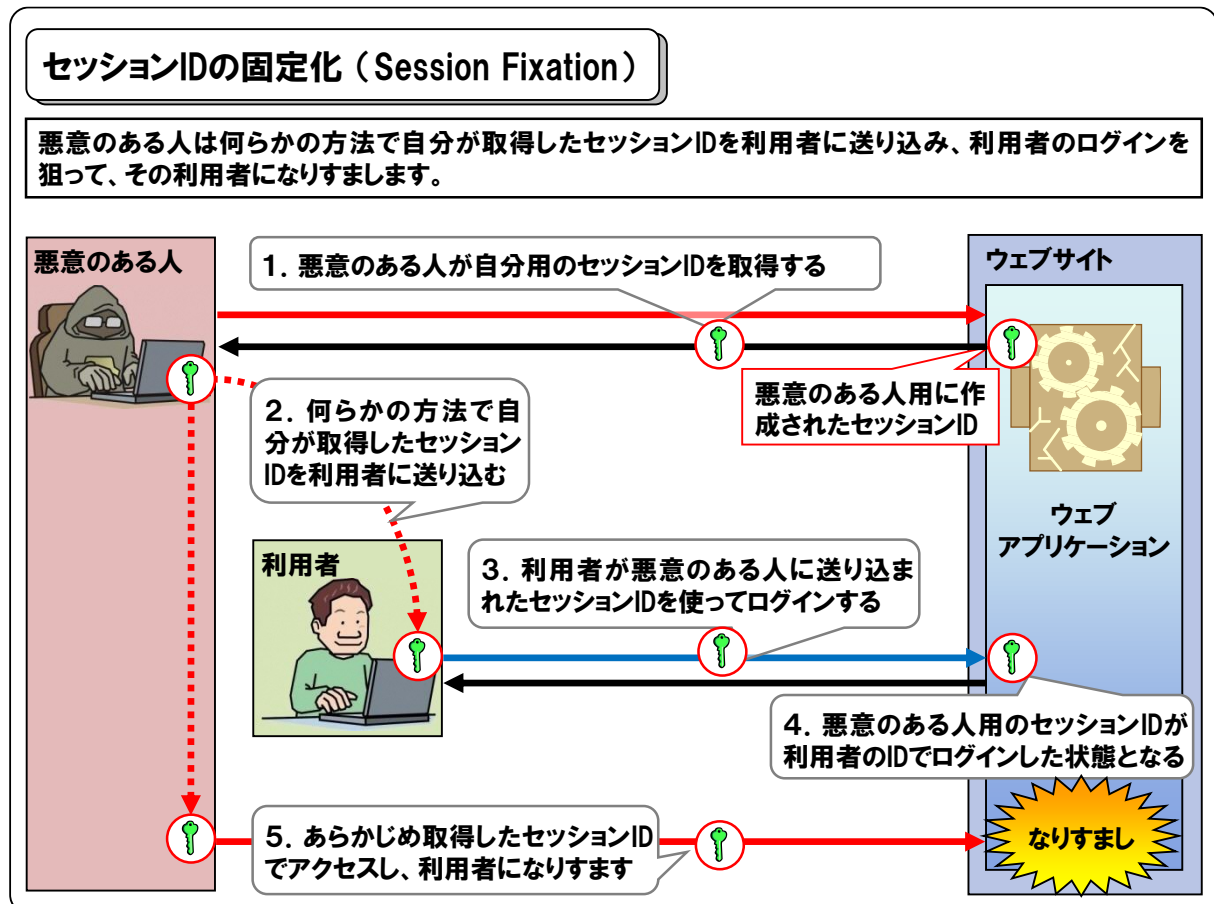 セッションIDの固定化（Session Fixation）
悪意のある人は何らかの方法で自分が取得したセッションIDを利用者に送り込み、利用者のログインを
狙って、その利用者になりすまします。
悪意のある人
1．悪意のある人が自分用のセッションIDを取得する
ウェブサイト
悪意のある人用に作
成されたセッションID
2．何らかの方法で自
分が取得したセッション
IDを利用者に送り込む
ウェブ
アプリケーション
利用者
3．利用者が悪意のある人に送り込ま
れたセッションIDを使ってログインする
4．悪意のある人用のセッションIDが
利用者のIDでログインした状態となる
5．あらかじめ取得したセッションID
でアクセスし、利用者になりすます
なりすまし